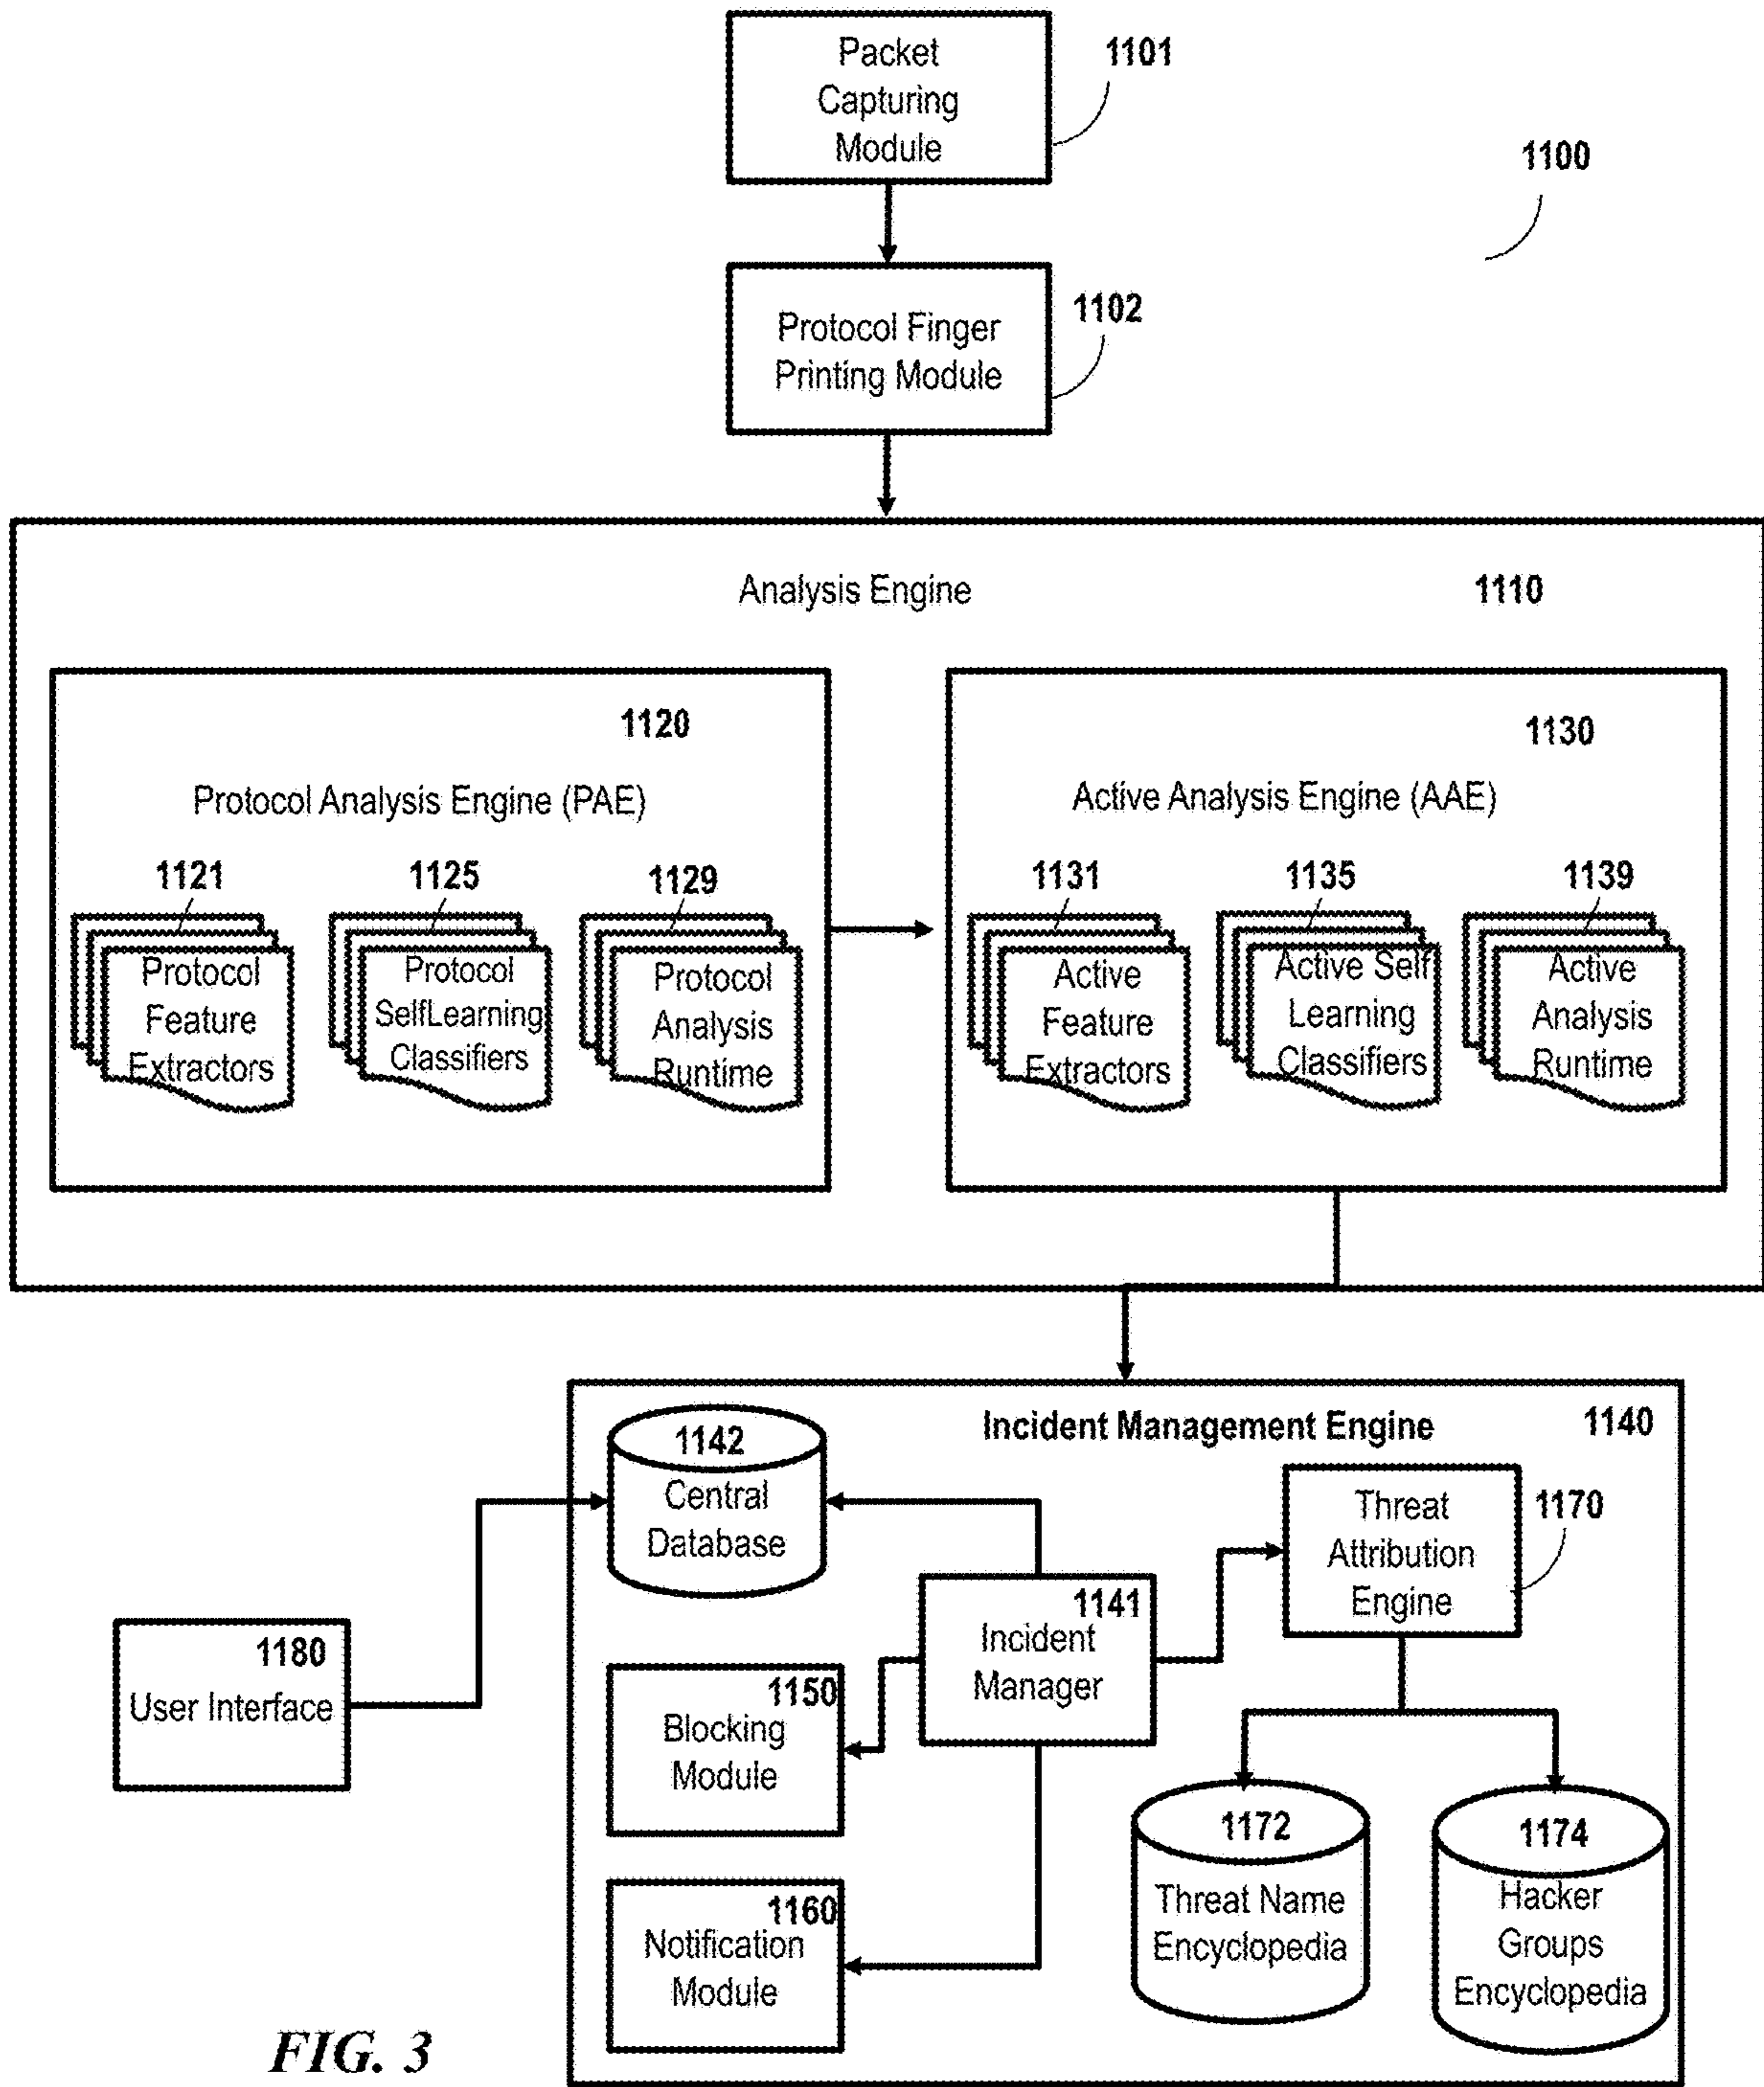 Packet
Capturing
Module
1101
1100
Protocol Finger
Printing Module
1102
Analysis Engine
1110
1120
Protocol Analysis Engine (PAE)
1121
1125
1129
Protocol
Feature
Extractors
Protocol
SelfLearning
Classifiers
Protocol
Analysis
Runtime
1130
Active Analysis Engine (AAE)
1131
1135
1139
Active
Feature
Extractors
Active Self
Learning
Classifiers
Active
Analysis
Runtime
Incident Management Engine
1140
1142
Central
Database
Threat
Attribution
Engine
1170
1141
Incident
Manager
1180
User Interface
1150
Blocking
Module
1160
Notification
Module
1172
Threat Name
Encyclopedia
1174
Hacker
Groups
Encyclopedia
FIG. 3